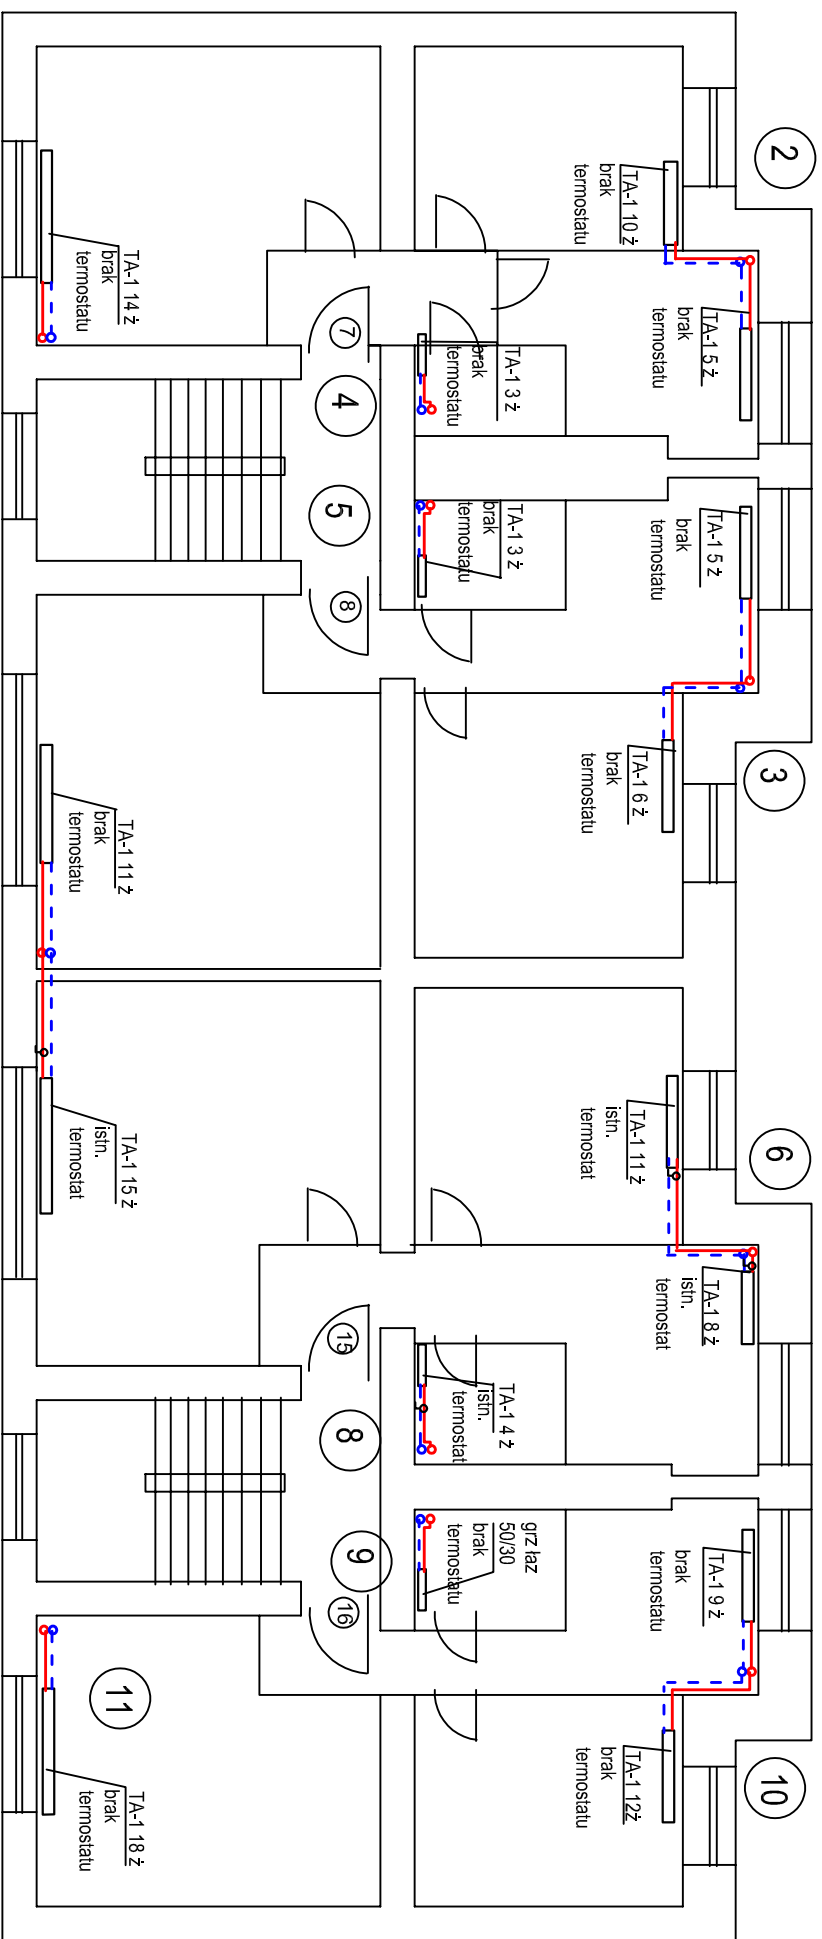 2
TA-1 10 ż
brak
termostatu
TA-1 14 ż
brak
termostatu
TA-1 5 ż
brak
termostatu
7
4
TA-1 3 ż
brak
termostatu
5
TA-1 3 ż
brak
termostatu
TA-1 5 ż
brak
termostatu
8
3
TA-1 6 ż
brak
termostatu
TA-1 11 ż
brak
termostatu
TA-1 15 ż
istn.
termostat
6
TA-1 11 ż
istn.
termostat
TA-1 8 ż
istn.
termostat
15
8
TA-1 4 ż
istn.
termostat
9
grz łaz
50/30
brak
termostatu
TA-1 9 ż
brak
termostatu
16
11
10
TA-1 12ż
brak
termostatu
TA-1 18 ż
brak
termostatu